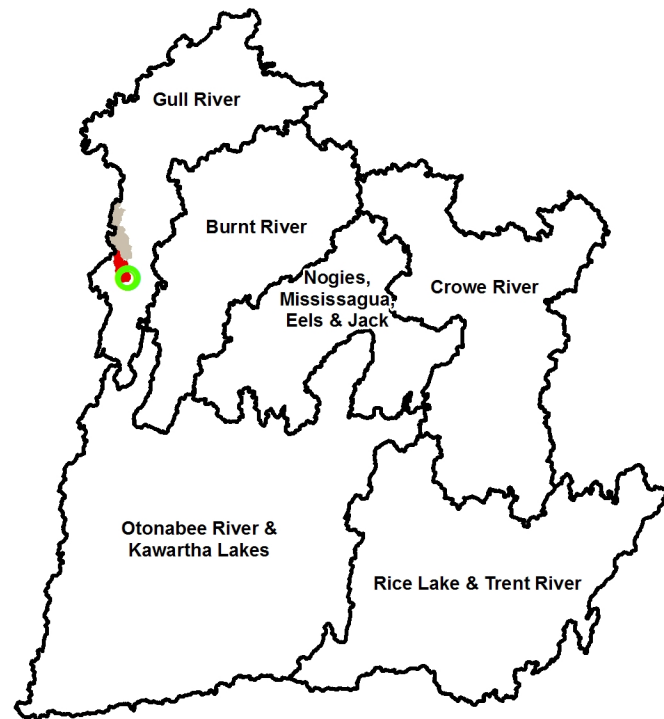 Gull River
Burnt River
Nogies,
Mississagua,
Eels & Jack
Crowe River
Otonabee River &
Kawartha Lakes
Rice Lake & Trent River